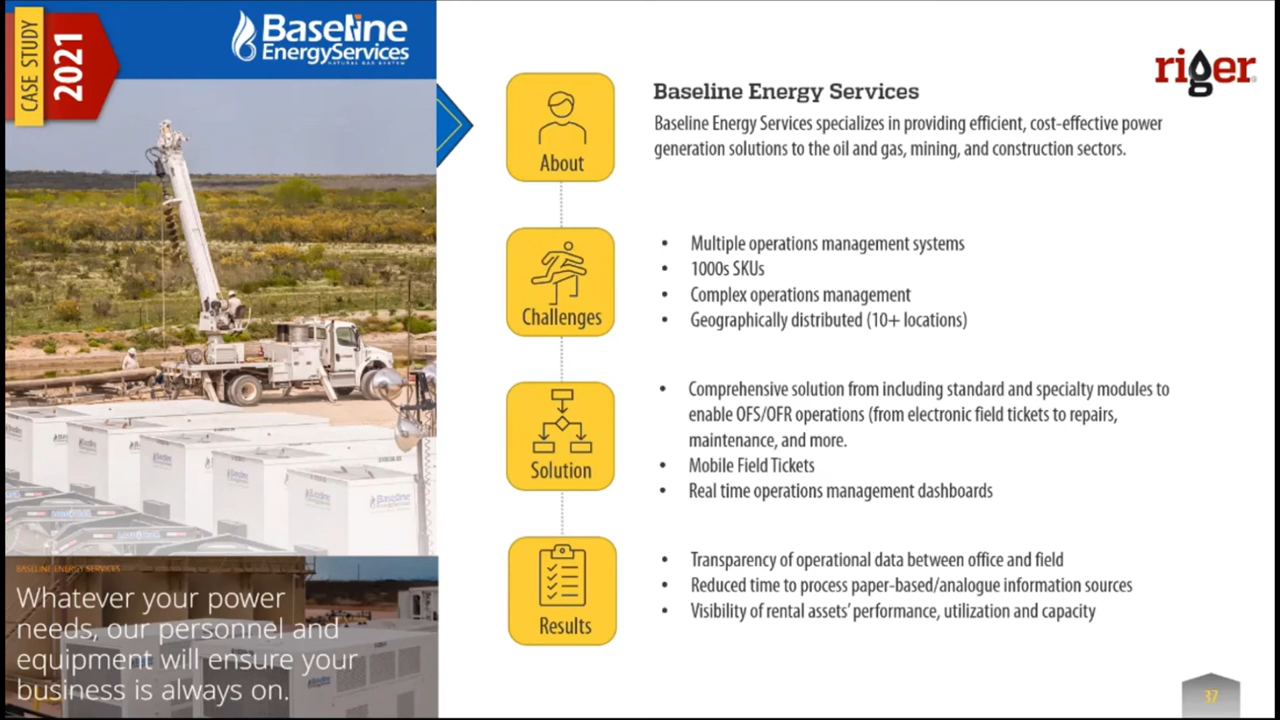 CASE STUDY
2021
Baseline
EnergyServices
NATURAL GAS SYSTEM
riger
About
Baseline Energy Services
Baseline Energy Services specializes in providing efficient, cost-effective power
generation solutions to the oil and gas, mining, and construction sectors.
Challenges
• Multiple operations management systems
• 1000s SKUs
• Complex operations management
• Geographically distributed (10+ locations)
Solution
• Comprehensive solution from including standard and specialty modules to
enable OFS/OFR operations (from electronic field tickets to repairs,
maintenance, and more.
• Mobile Field Tickets
• Real time operations management dashboards
Results
• Transparency of operational data between office and field
• Reduced time to process paper-based/analogue information sources
• Visibility of rental assets' performance, utilization and capacity
Baseline
EnergyServices
BASELINE ENERGY SERVICES
Whatever your power
needs, our personnel and
equipment will ensure your
business is always on.
37